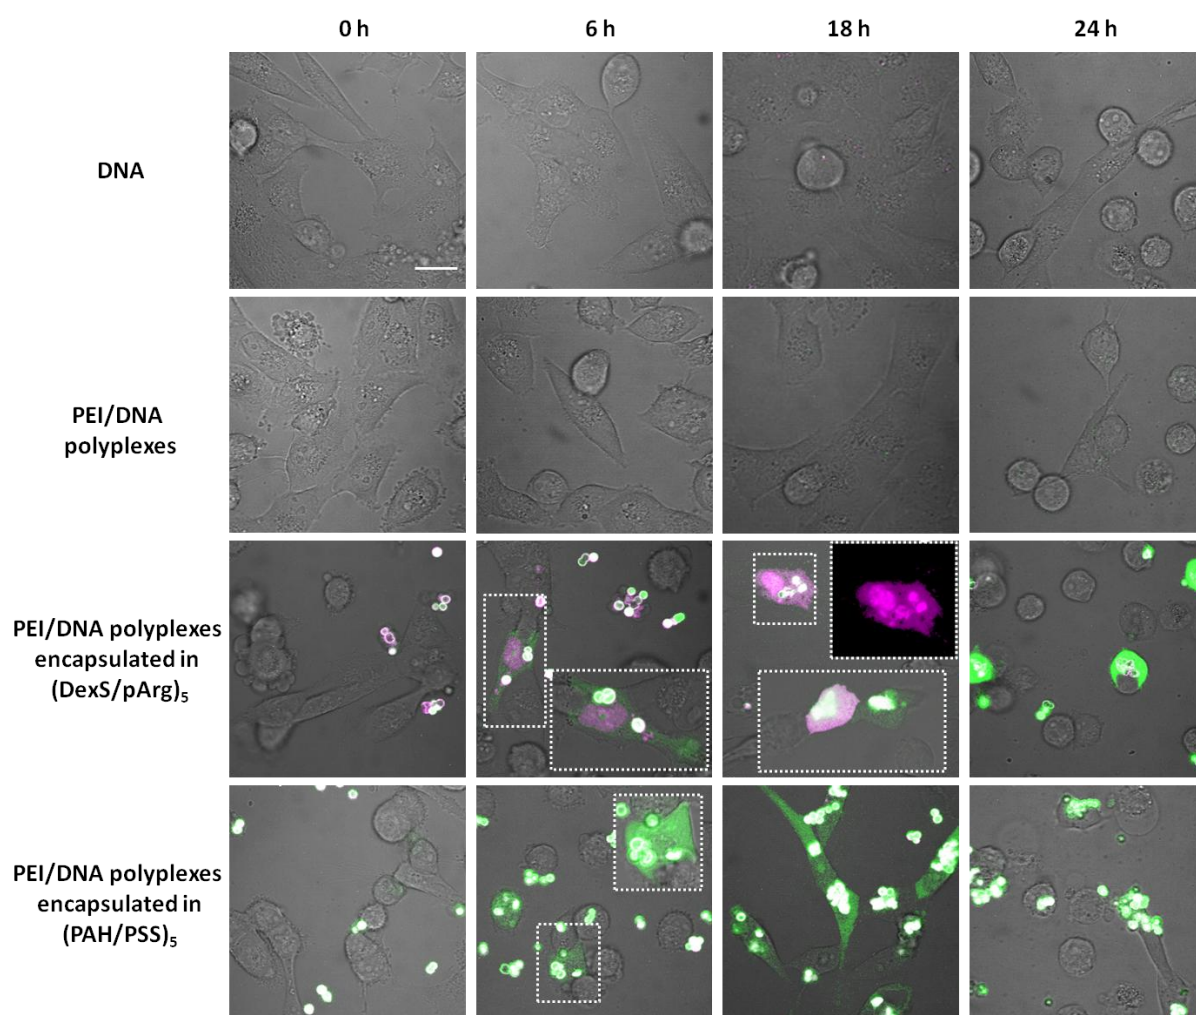 0 h 6 h 18 h 24 h
DNA
PEI/DNA
polyplexes
PEI/DNA polyplexes
encapsulated in
(DexS/pArg)₅
PEI/DNA polyplexes
encapsulated in
(PAH/PSS)₅